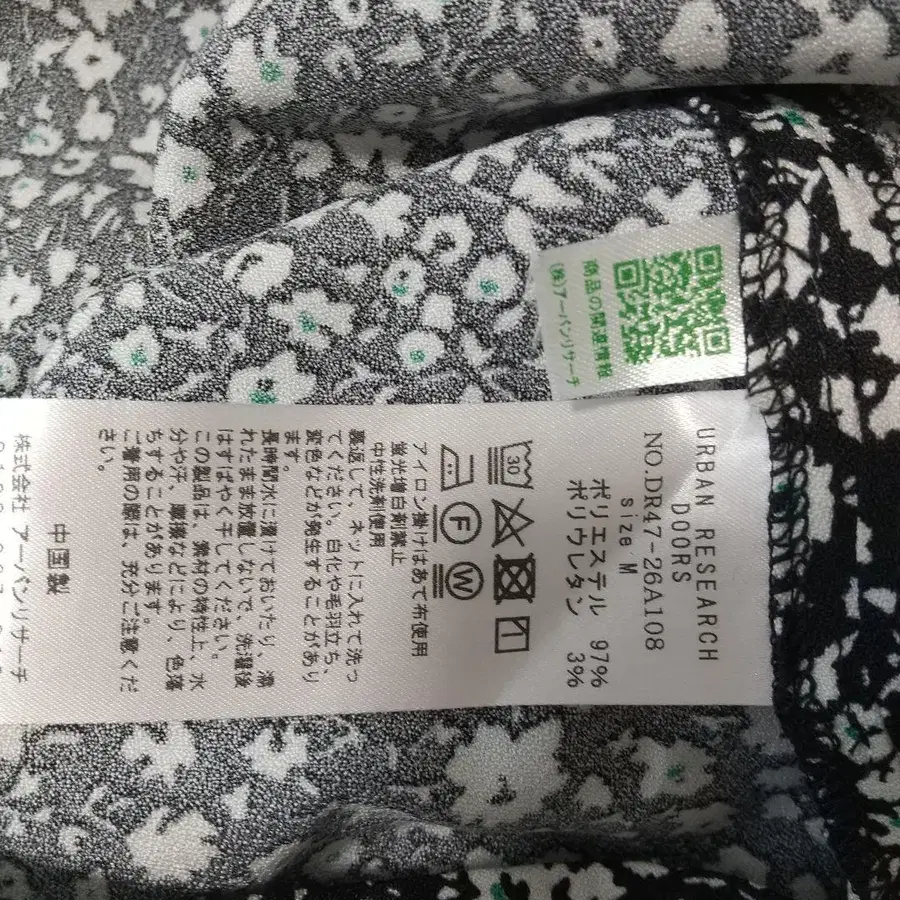 商品の関連情報
(株)アーバンリサーチ
URBAN RESEARCH
DOORS
NO.DR47-26A108
size M
ポリエステル 97%
ポリウレタン 3%
30
F W
アイロン掛けはあて布使用
蛍光増白剤禁止
中性洗剤使用
裏返して、ネットに入れて洗っ
てください。白化や毛羽立ち、
変色などが発生することがあり
ます。
長時間水に漬けておいたり、濡
れたまま放置しないで、洗濯後
はすばやく干してください。
この製品は、素材の特性上、水
分や汗、摩擦などにより、色落
ちすることがあります。
ご着用の際は、充分ご注意くだ
さい。
中国製
株式会社 アーバンリサーチ